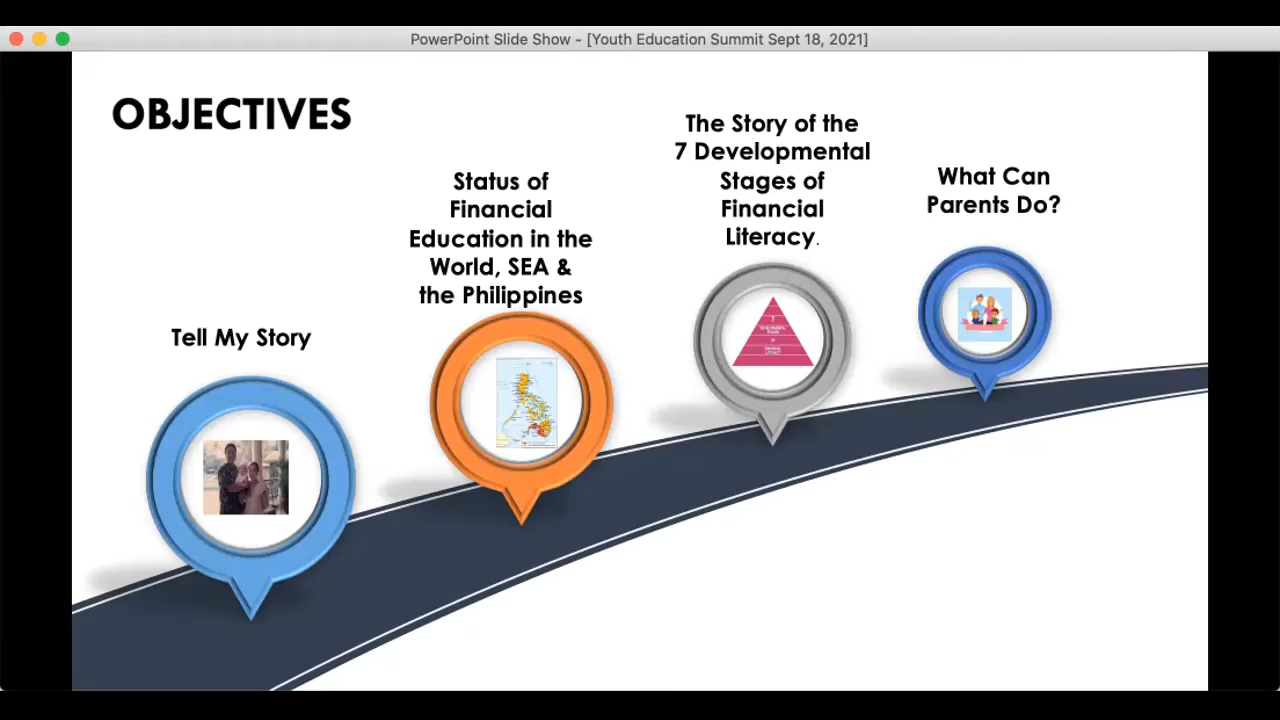 PowerPoint Slide Show - [Youth Education Summit Sept 18, 2021]
OBJECTIVES
Tell My Story
Status of
Financial
Education in the
World, SEA &
the Philippines
The Story of the
7 Developmental
Stages of
Financial
Literacy.
7
What Can
Parents Do?